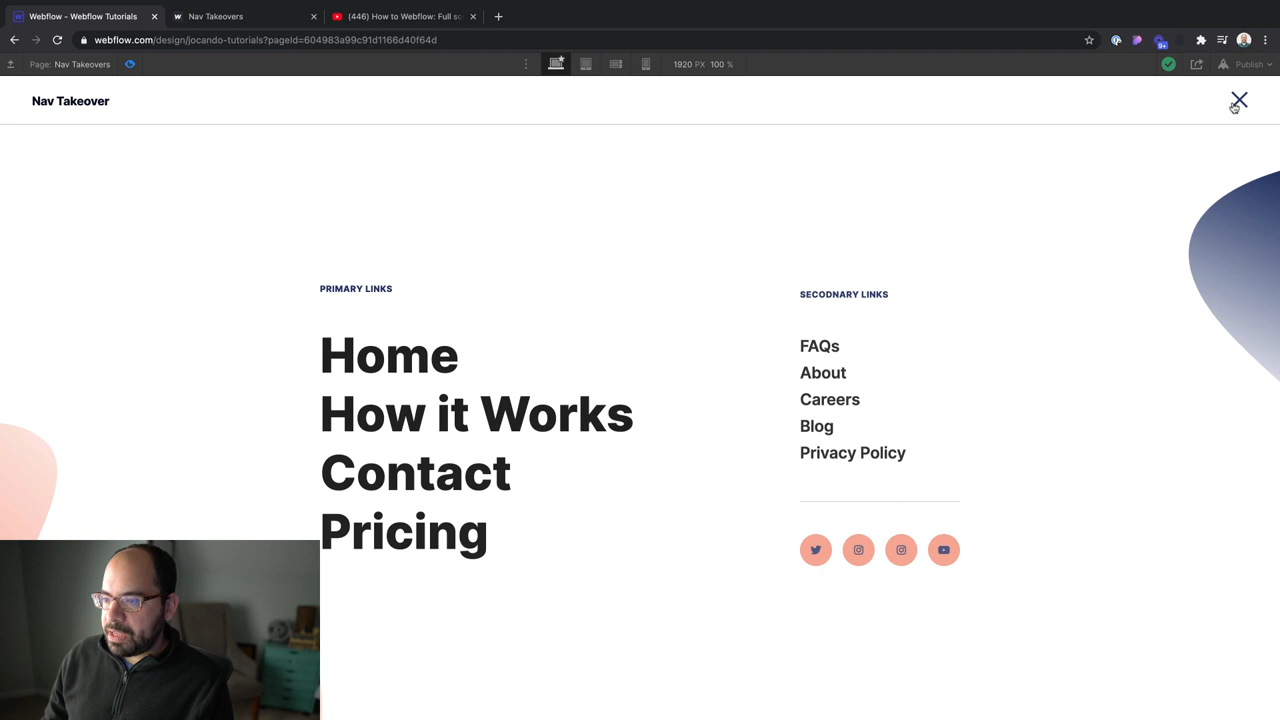 Webflow - Webflow Tutorials
Nav Takeovers
(446) How to Webflow: Full sc
webflow.com/design/jocando-tutorials?pageId=604983a99c91d1166d40f64d
9+
Page: Nav Takeovers
1920 PX 100 %
Publish
Nav Takeover
PRIMARY LINKS
Home
How it Works
Contact
Pricing
SECODNARY LINKS
FAQs
About
Careers
Blog
Privacy Policy